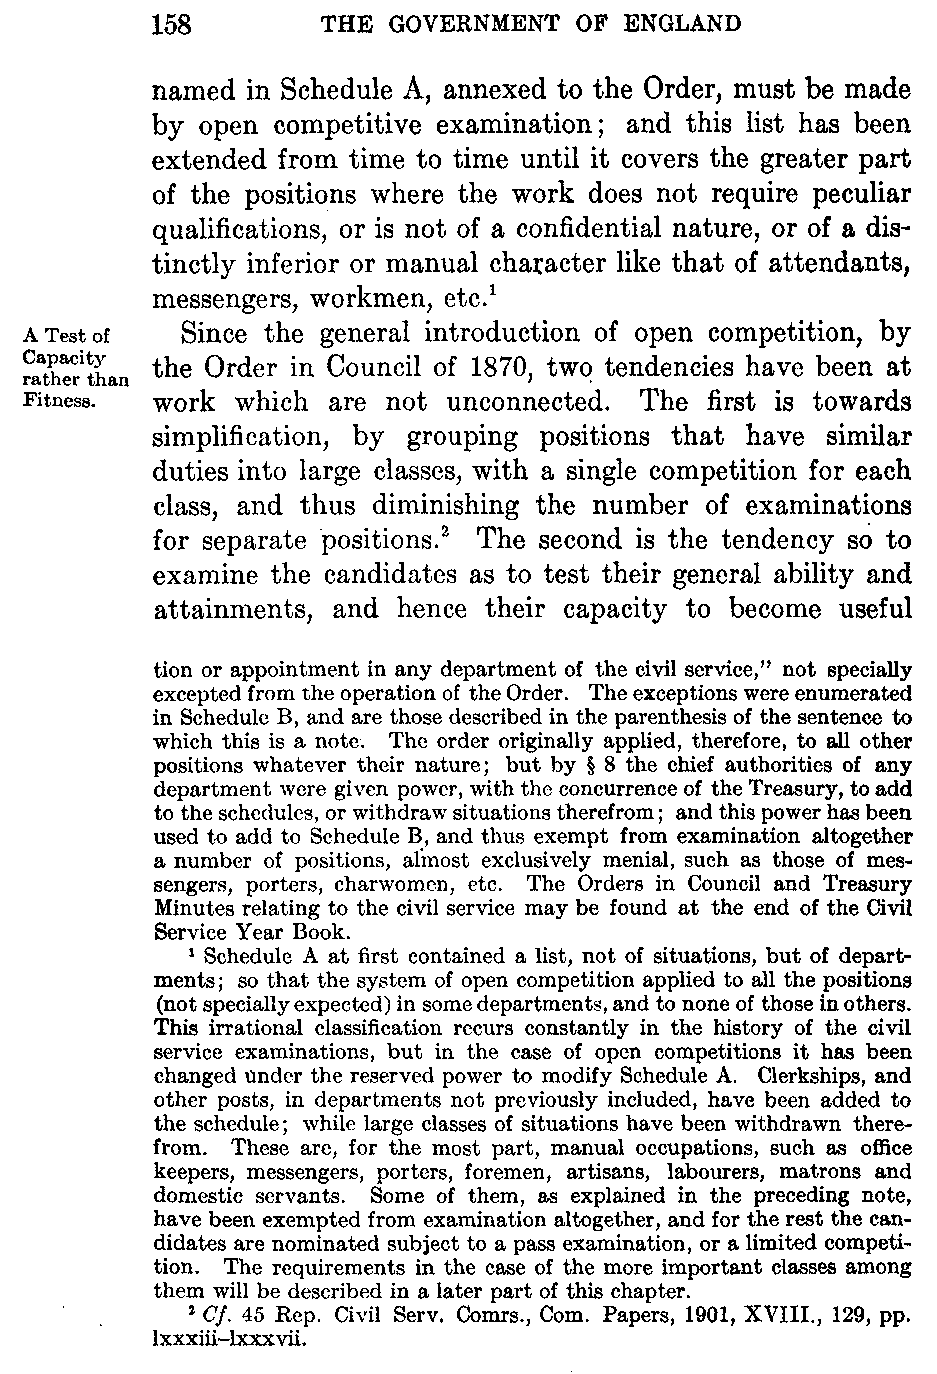 158 THE GOVERNMENT OF ENGLAND
named in Schedule A, annexed to the Order, must be made
by open competitive examination; and this list has been
extended from time to time until it covers the greater part
of the positions where the work does not require peculiar
qualifications, or is not of a confidential nature, or of a dis-
tinctly inferior or manual character like that of attendants,
messengers, workmen, etc.¹
A Test of
Capacity
rather than
Fitness.
Since the general introduction of open competition, by
the Order in Council of 1870, two tendencies have been at
work which are not unconnected. The first is towards
simplification, by grouping positions that have similar
duties into large classes, with a single competition for each
class, and thus diminishing the number of examinations
for separate positions.² The second is the tendency so to
examine the candidates as to test their general ability and
attainments, and hence their capacity to become useful
tion or appointment in any department of the civil service," not specially
excepted from the operation of the Order. The exceptions were enumerated
in Schedule B, and are those described in the parenthesis of the sentence to
which this is a note. The order originally applied, therefore, to all other
positions whatever their nature; but by § 8 the chief authorities of any
department were given power, with the concurrence of the Treasury, to add
to the schedules, or withdraw situations therefrom; and this power has been
used to add to Schedule B, and thus exempt from examination altogether
a number of positions, almost exclusively menial, such as those of mes-
sengers, porters, charwomen, etc. The Orders in Council and Treasury
Minutes relating to the civil service may be found at the end of the Civil
Service Year Book.
¹ Schedule A at first contained a list, not of situations, but of depart-
ments; so that the system of open competition applied to all the positions
(not specially expected) in some departments, and to none of those in others.
This irrational classification recurs constantly in the history of the civil
service examinations, but in the case of open competitions it has been
changed under the reserved power to modify Schedule A. Clerkships, and
other posts, in departments not previously included, have been added to
the schedule; while large classes of situations have been withdrawn there-
from. These are, for the most part, manual occupations, such as office
keepers, messengers, porters, foremen, artisans, labourers, matrons and
domestic servants. Some of them, as explained in the preceding note,
have been exempted from examination altogether, and for the rest the can-
didates are nominated subject to a pass examination, or a limited competi-
tion. The requirements in the case of the more important classes among
them will be described in a later part of this chapter.
² Cf. 45 Rep. Civil Serv. Comrs., Com. Papers, 1901, XVIII., 129, pp.
lxxxiii–lxxxvii.